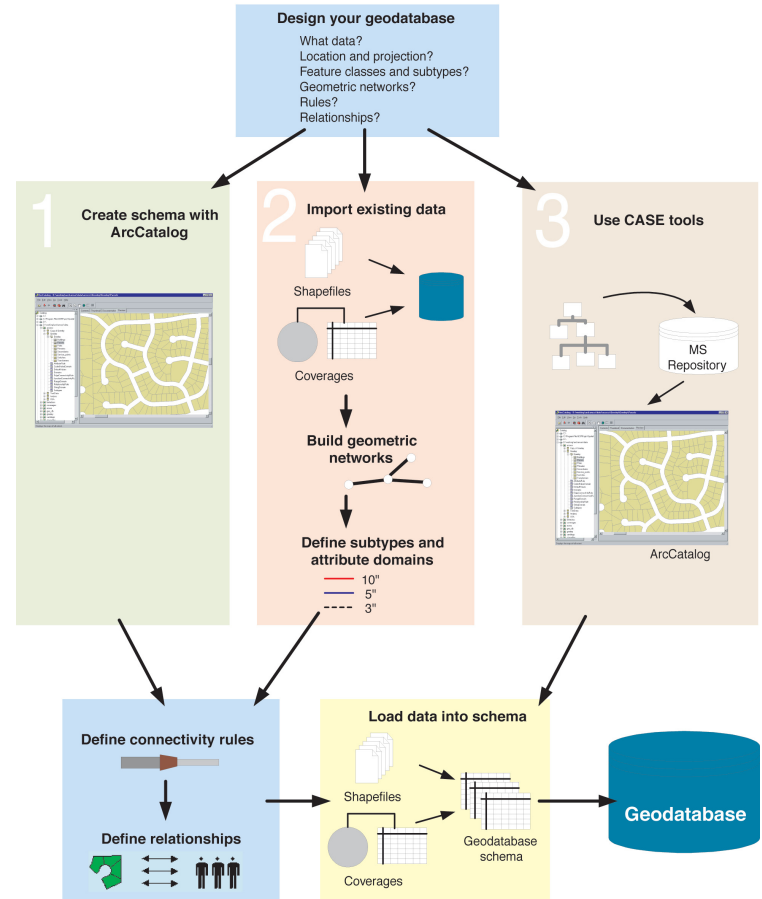 Design your geodatabase
What data?
Location and projection?
Feature classes and subtypes?
Geometric networks?
Rules?
Relationships?
1
Create schema with
ArcCatalog
2
Import existing data
Shapefiles
Coverages
Build geometric
networks
Define subtypes and
attribute domains
10"
5"
3"
3
Use CASE tools
MS
Repository
ArcCatalog
Define connectivity rules
Define relationships
Load data into schema
Shapefiles
Coverages
Geodatabase
schema
Geodatabase